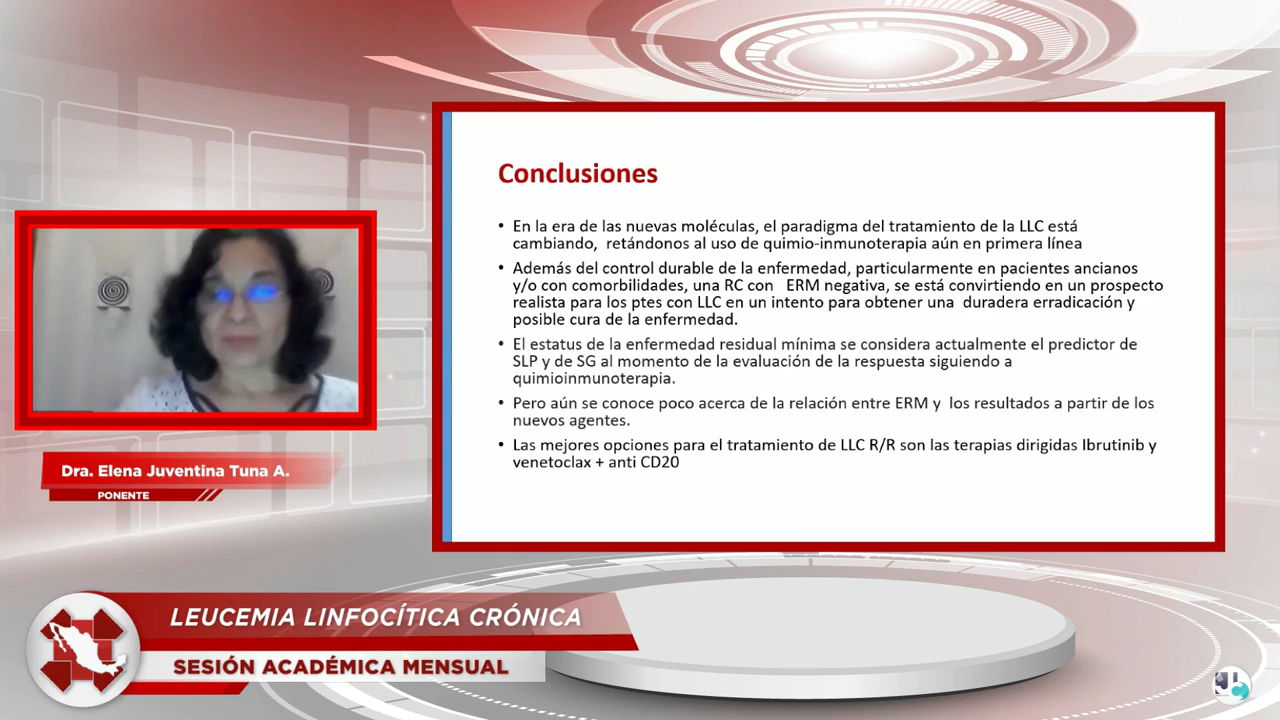 Conclusiones
• En la era de las nuevas moléculas, el paradigma del tratamiento de la LLC está
cambiando, retándonos al uso de quimio-inmunoterapia aún en primera línea
• Además del control durable de la enfermedad, particularmente en pacientes ancianos
y/o con comorbilidades, una RC con ERM negativa, se está convirtiendo en un prospecto
realista para los ptes con LLC en un intento para obtener una duradera erradicación y
posible cura de la enfermedad.
• El estatus de la enfermedad residual mínima se considera actualmente el predictor de
SLP y de SG al momento de la evaluación de la respuesta siguiendo a
quimioinmunoterapia.
• Pero aún se conoce poco acerca de la relación entre ERM y los resultados a partir de los
nuevos agentes.
• Las mejores opciones para el tratamiento de LLC R/R son las terapias dirigidas Ibrutinib y
venetoclax + anti CD20
Dra. Elena Juventina Tuna A.
PONENTE
LEUCEMIA LINFOCÍTICA CRÓNICA
SESIÓN ACADÉMICA MENSUAL